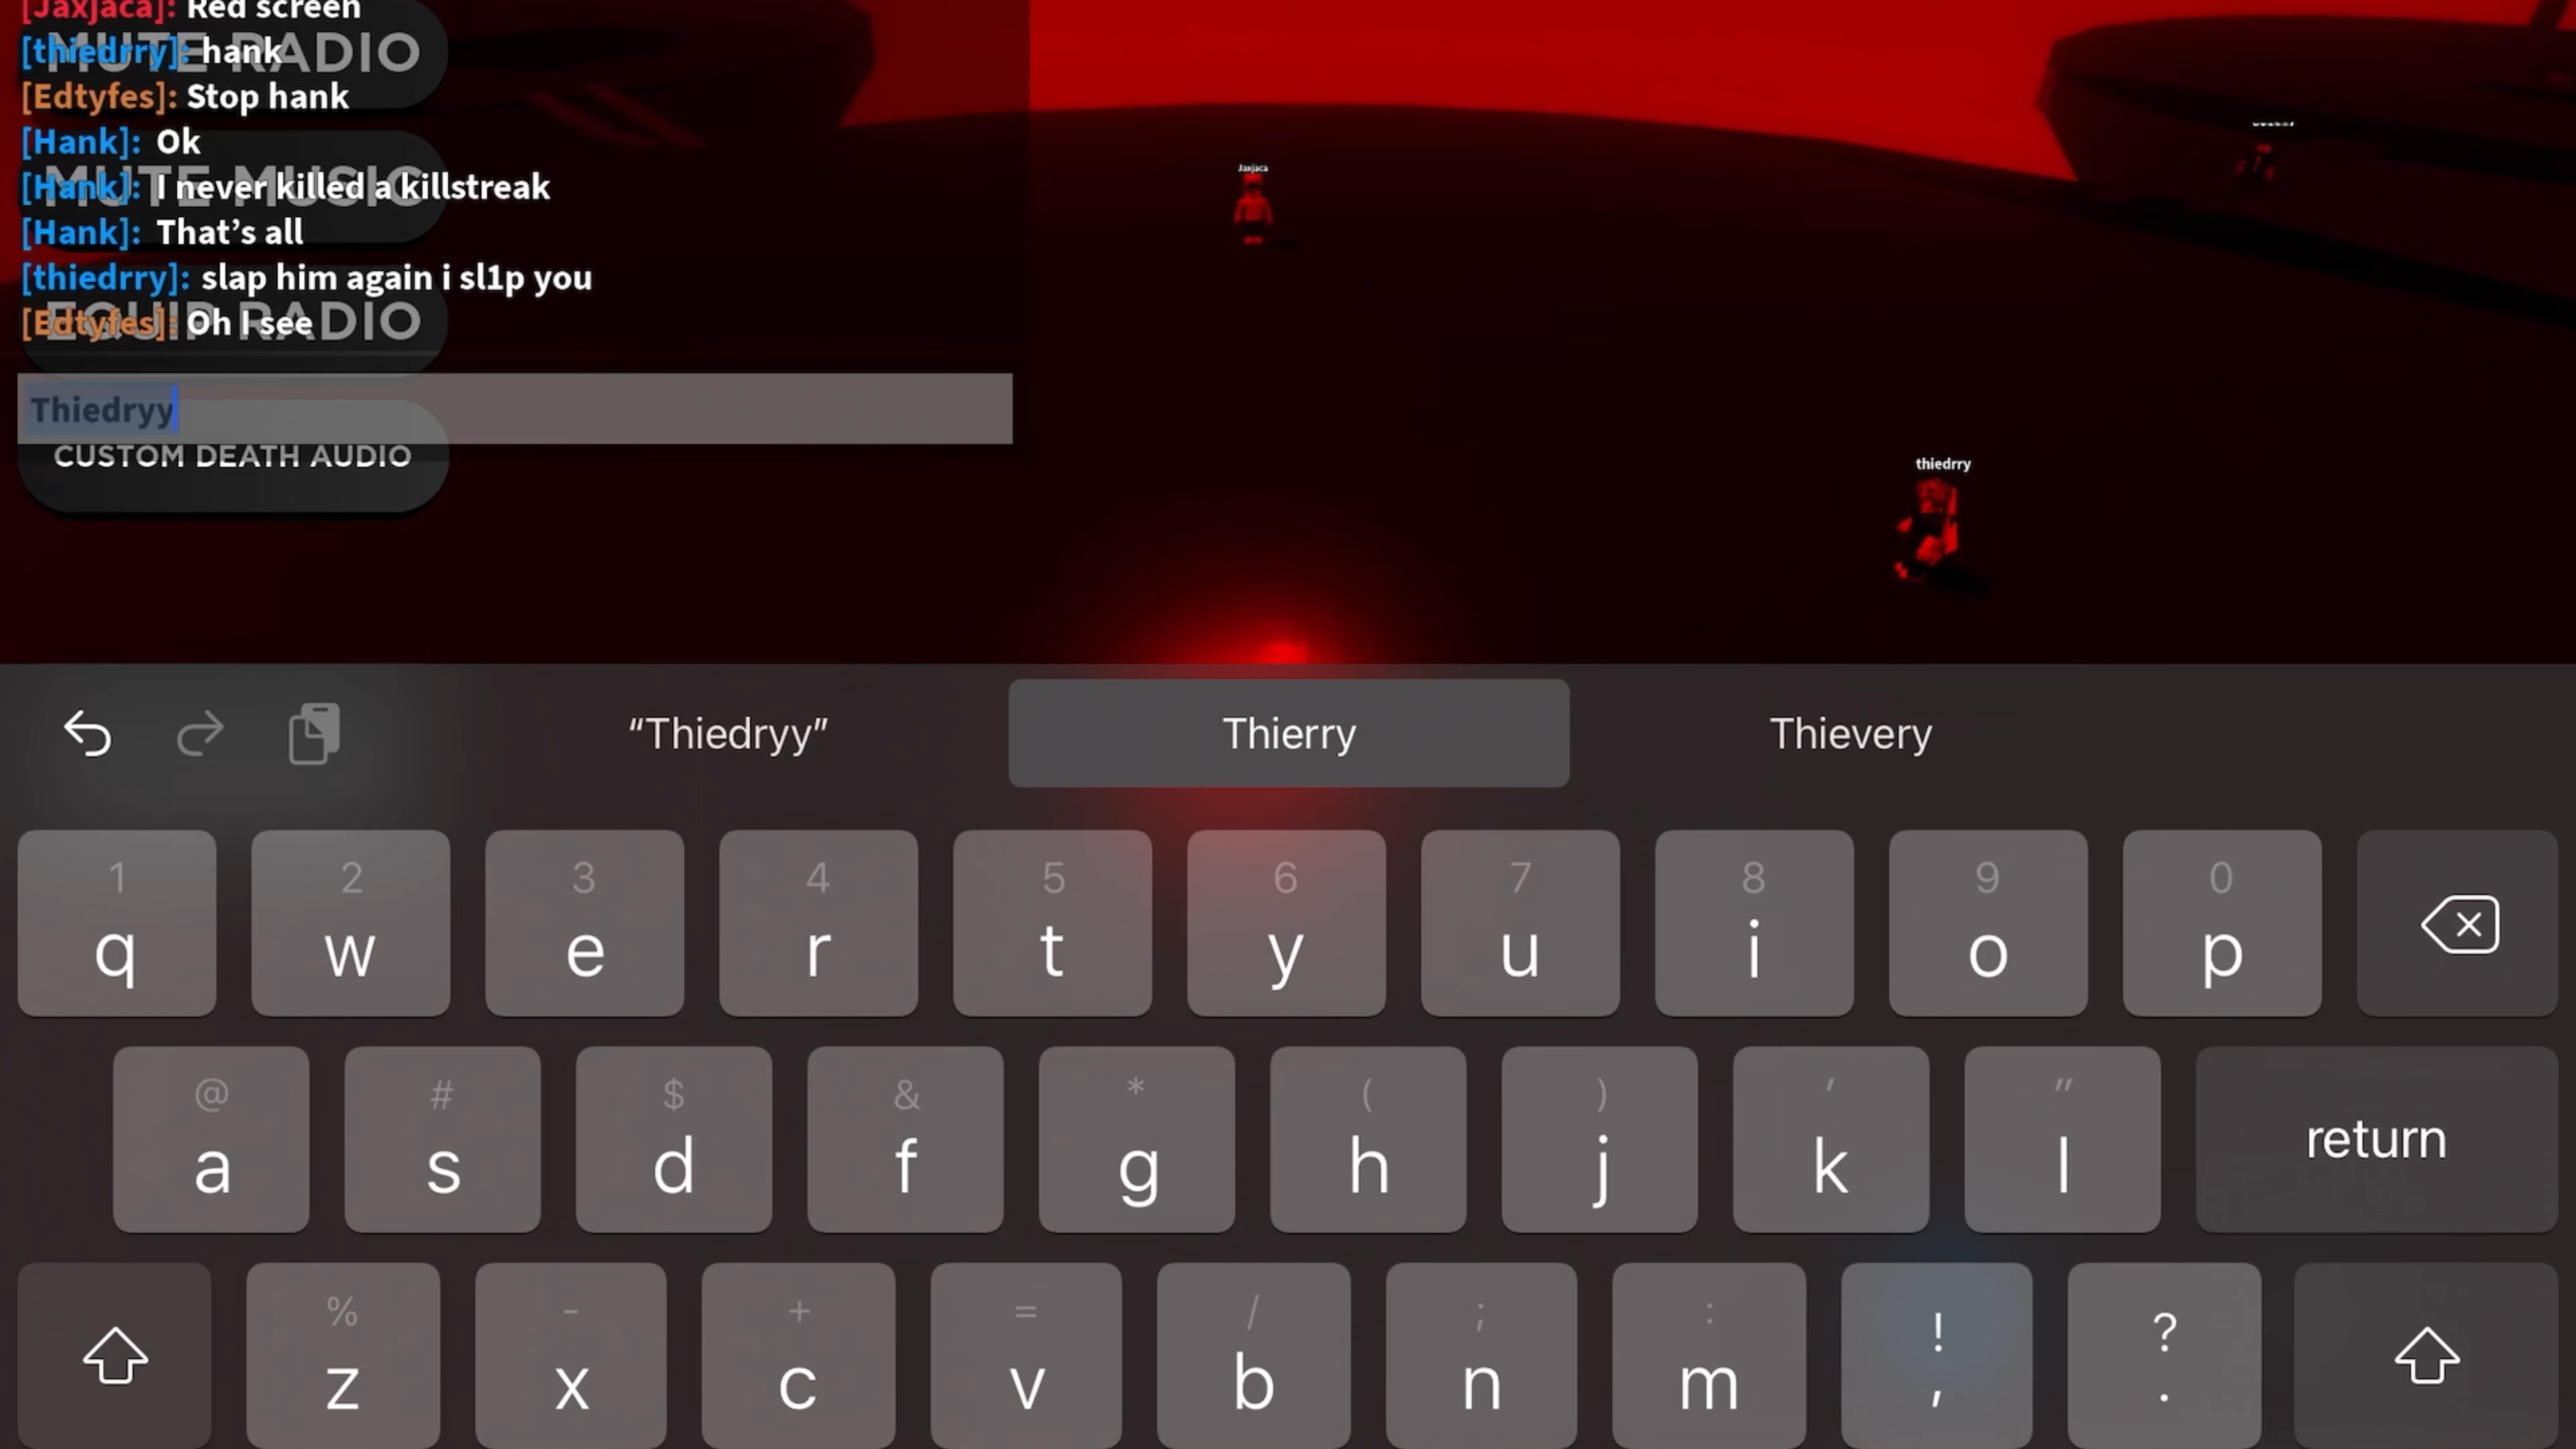 [Jaxjaca]: Red screen
MUTE RADIO
[thiedrry]: hank
[Edtyfes]: Stop hank
[Hank]: Ok
MUTE MUSIC
[Hank]: I never killed a killstreak
[Hank]: That’s all
[thiedrry]: slap him again i sl1p you
EQUIP RADIO
[Edtyfes]: Oh I see
Thiedryy
CUSTOM DEATH AUDIO
Jaxjaca
thiedrry
“Thiedryy” Thierry Thievery
1 2 3 4 5 6 7 8 9 0
q w e r t y u i o p
@ # $ & * ( ) ' "
a s d f g h j k l return
% - + = / ; : ! ?
z x c v b n m , .